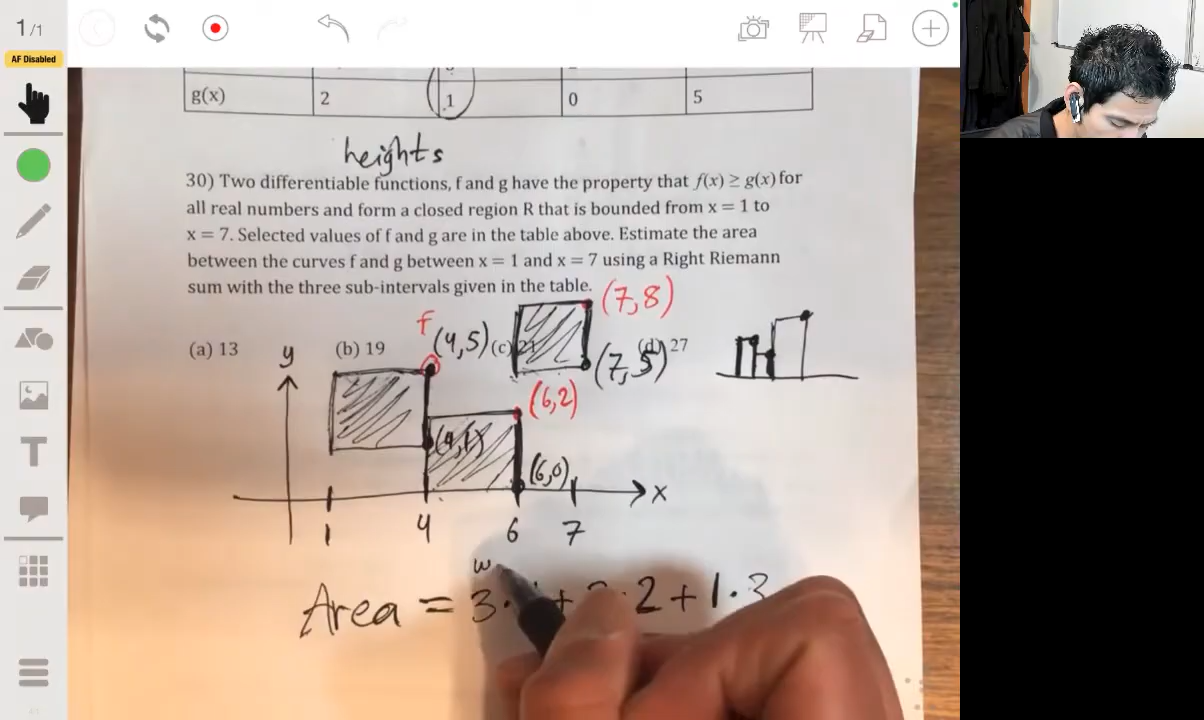 1/1
AF Disabled
g(x) 2 1 0 5
heights
30) Two differentiable functions, f and g have the property that f(x) ≥ g(x) for
all real numbers and form a closed region R that is bounded from x = 1 to
x = 7. Selected values of f and g are in the table above. Estimate the area
between the curves f and g between x = 1 and x = 7 using a Right Riemann
sum with the three sub-intervals given in the table.
(7,8)
f
(a) 13 y (b) 19 (4,5) (c) 21 (7,5) (d) 27
(6,2)
(4,1)
(6,0)
x
1 4 6 7
w
Area = 3· + ·2 + 1·3
T